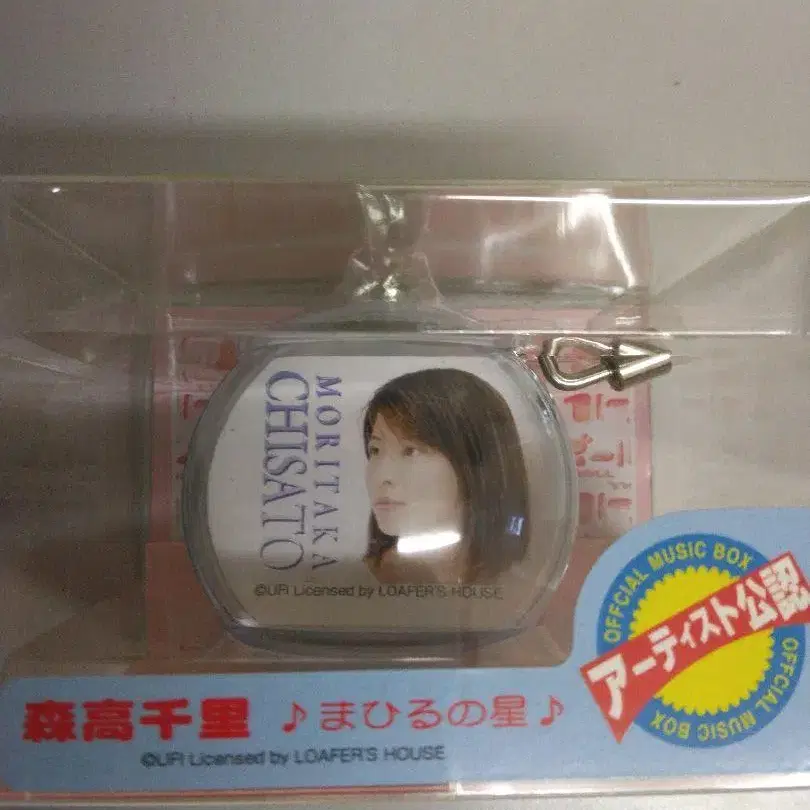 MORITAKA
CHISATO
©UFI Licensed by LOAFER'S HOUSE
OFFCIAL MUSIC BOX
アーティスト公認
OFFICIAL MUSIC BOX
森高千里 ♪まひるの星♪
©UFI Licensed by LOAFER'S HOUSE